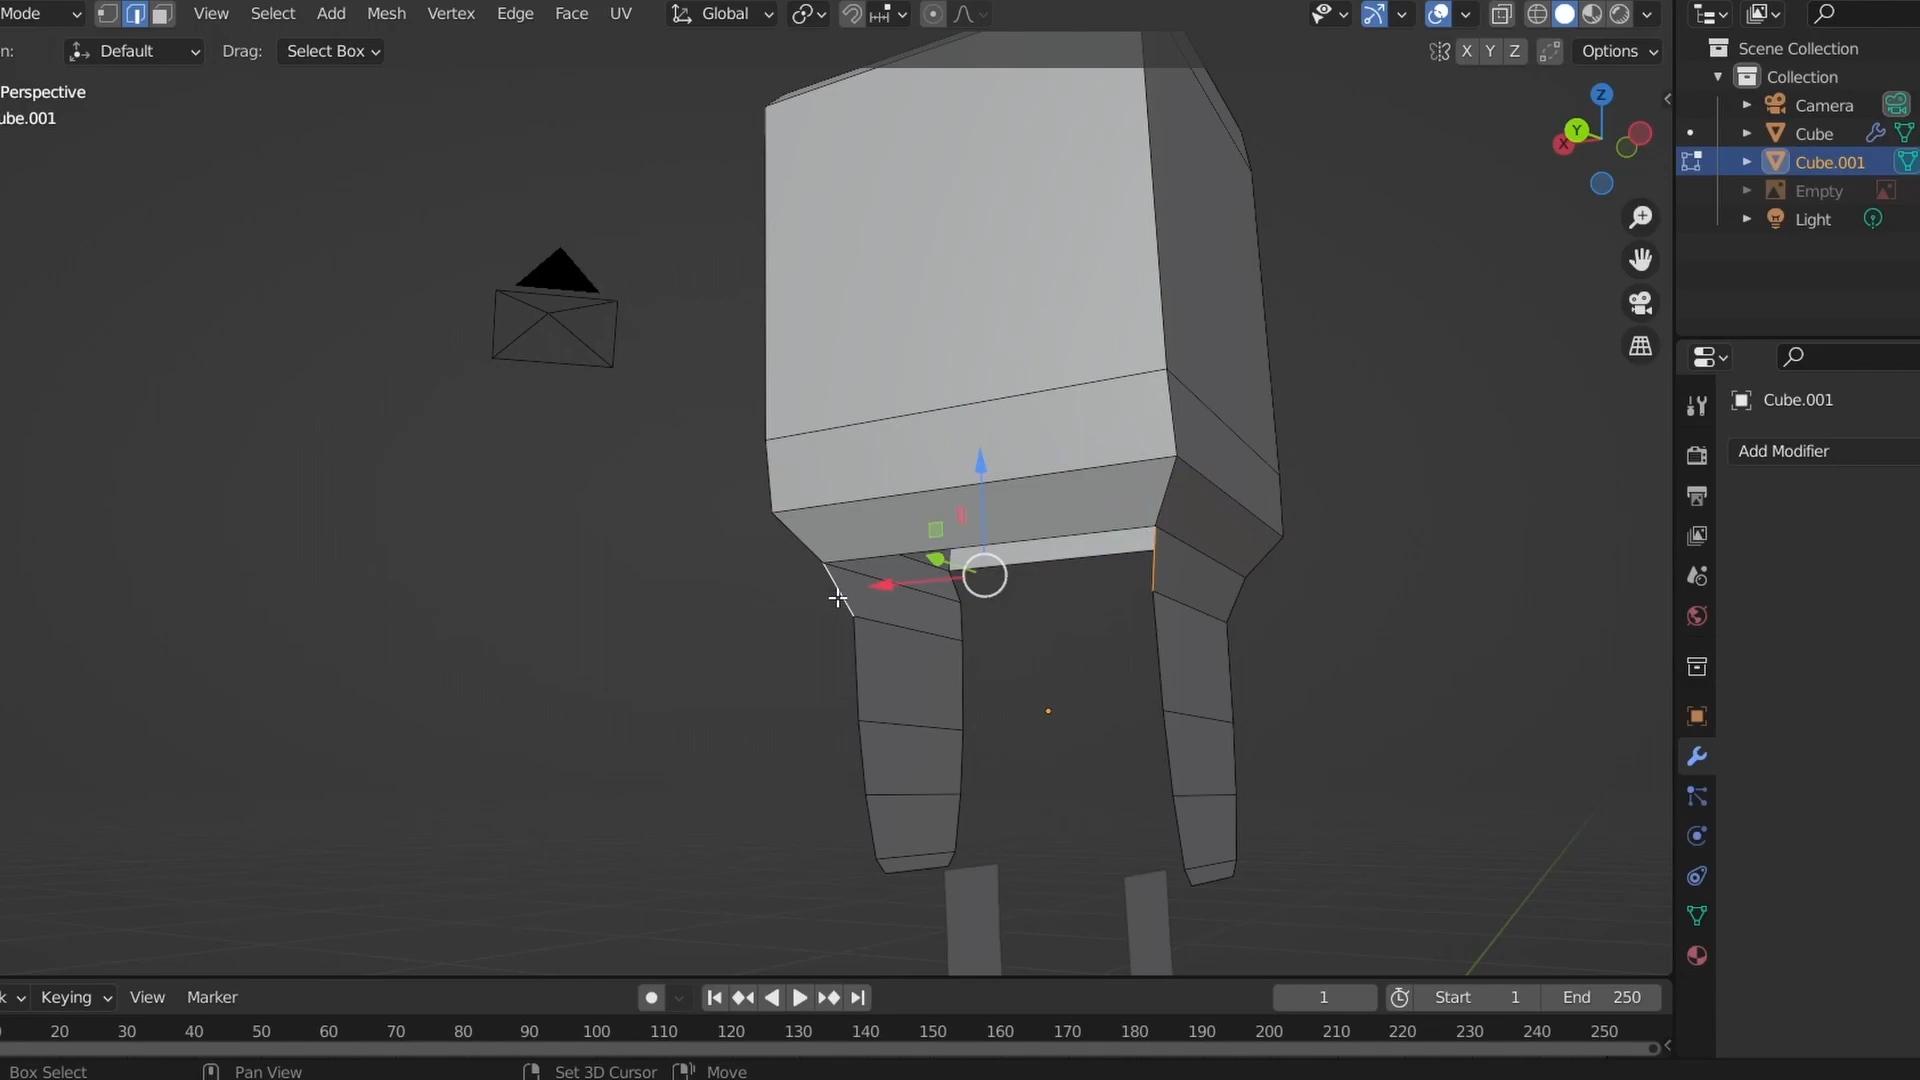 Mode View Select Add Mesh Vertex Edge Face UV Global
n: Default Drag: Select Box X Y Z Options
Perspective
ube.001
Z
Y
X
Scene Collection
Collection
Camera
Cube
Cube.001
Empty
Light
Cube.001
Add Modifier
k Keying View Marker 1 Start 1 End 250
20 30 40 50 60 70 80 90 100 110 120 130 140 150 160 170 180 190 200 210 220 230 240 250
Box Select Pan View Set 3D Cursor Move